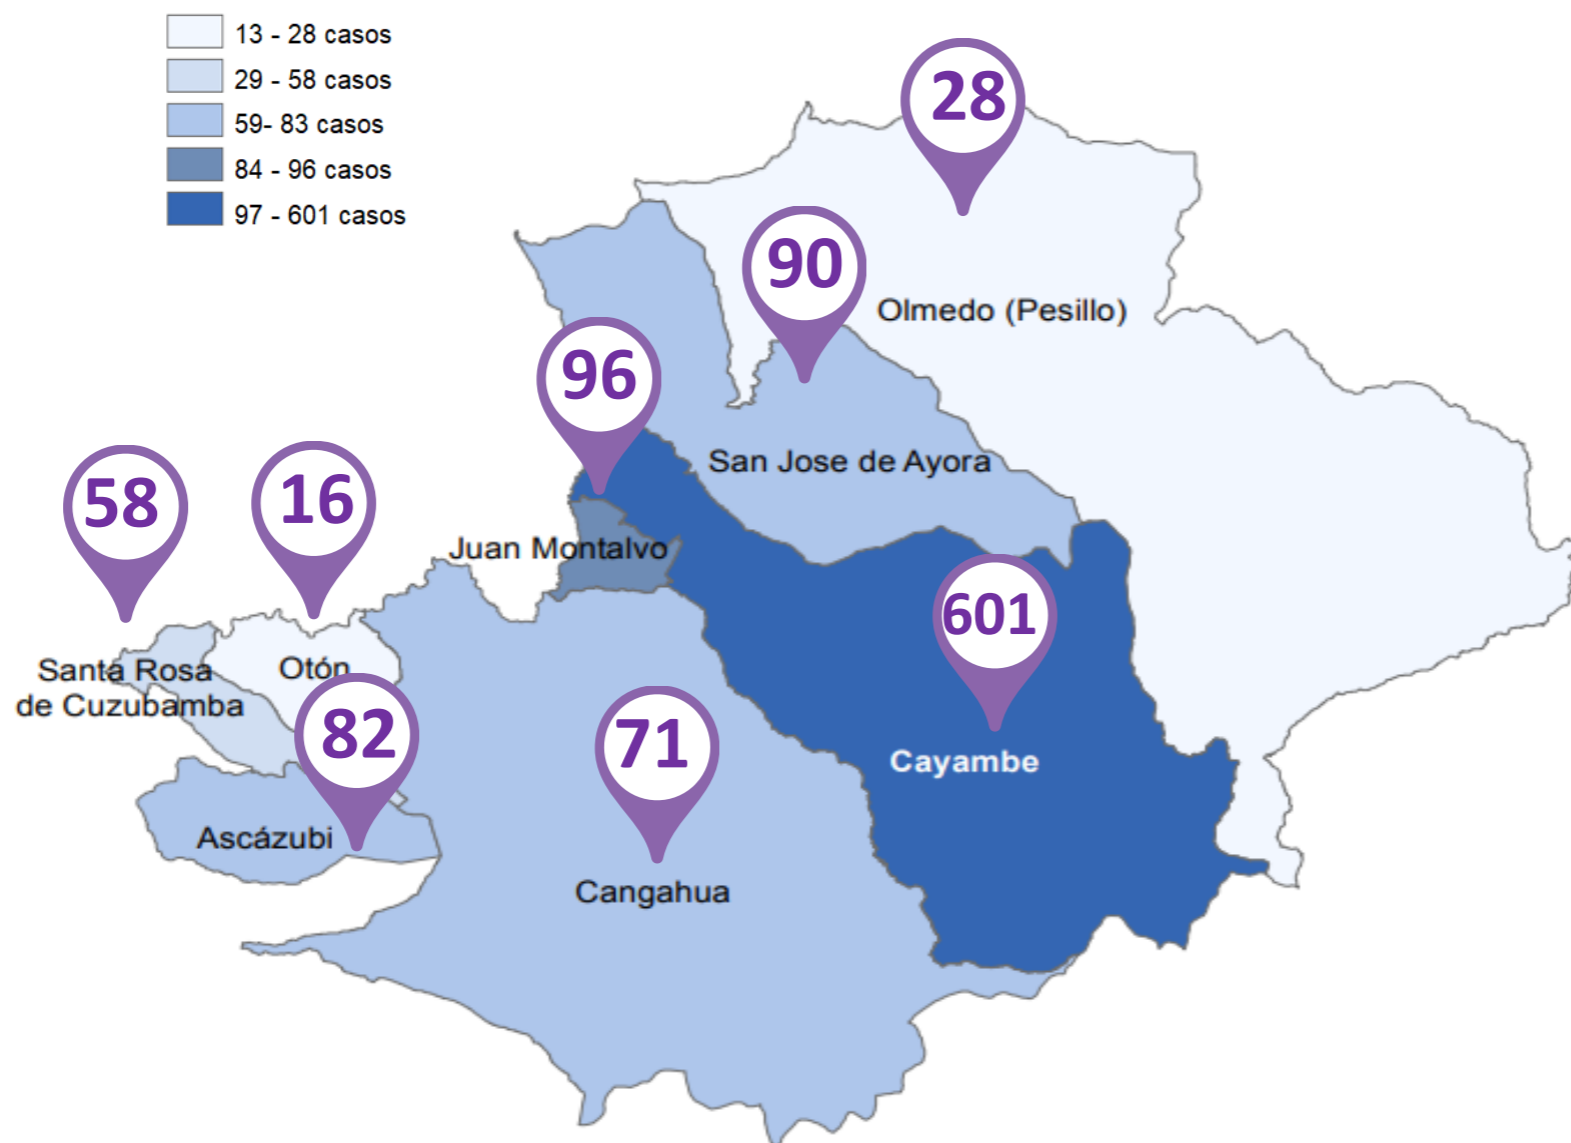 13 - 28 casos
29 - 58 casos
59- 83 casos
84 - 96 casos
97 - 601 casos
28
90
Olmedo (Pesillo)
96
San Jose de Ayora
58
16
Juan Montalvo
601
Santa Rosa
de Cuzubamba
Otón
82
71
Cayambe
Ascázubi
Cangahua